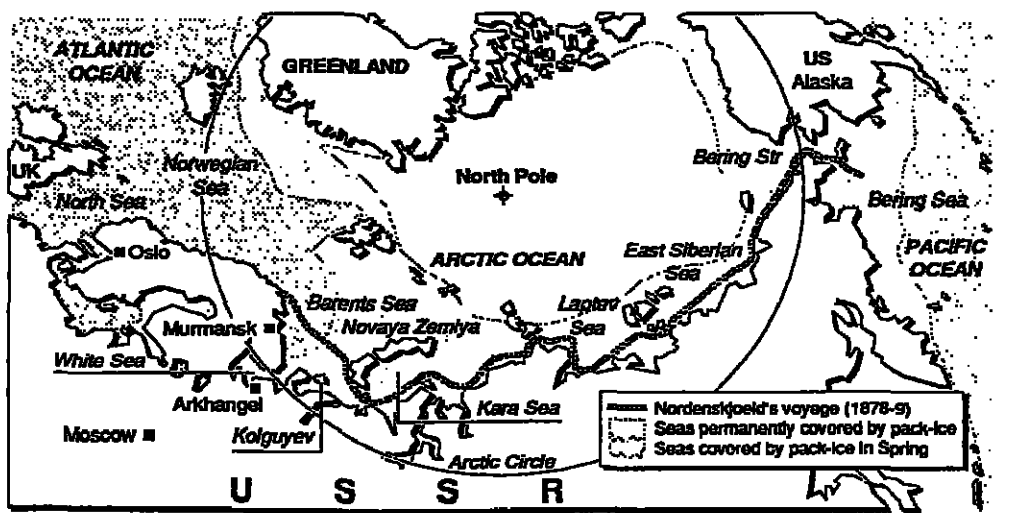 ATLANTIC
OCEAN
GREENLAND
US
Alaska
UK
Norwegian
Sea
North Sea
North Pole
Bering Str
Bering Sea
Oslo
ARCTIC OCEAN
East Siberian
Sea
PACIFIC
OCEAN
Barents Sea
Novaya Zemlya
Laptev
Sea
Murmansk
White Sea
Arkhangel
Kara Sea
Moscow
Kolguyev
Arctic Circle
Nordenskjoeld's voyage (1878-9)
Seas permanently covered by pack-ice
Seas covered by pack-ice in Spring
U S S R